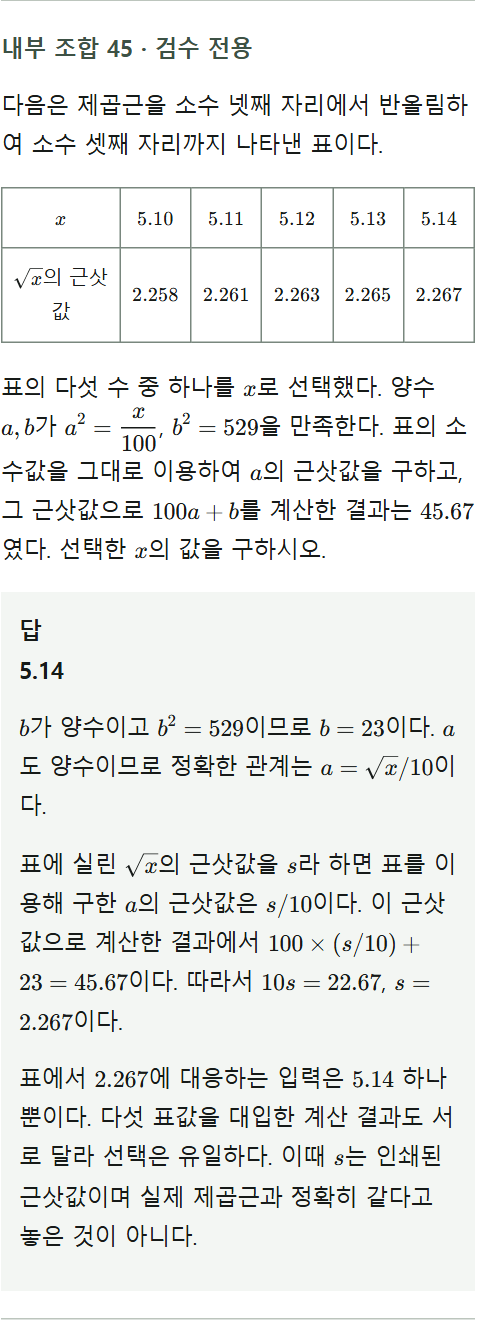 내부 조합 45 · 검수 전용
다음은 제곱근을 소수 넷째 자리에서 반올림하
여 소수 셋째 자리까지 나타낸 표이다.
x 5.10 5.11 5.12 5.13 5.14
√x의 근삿
값 2.258 2.261 2.263 2.265 2.267
표의 다섯 수 중 하나를 x로 선택했다. 양수
a, b가 a² = x/100, b² = 529을 만족한다. 표의 소
수값을 그대로 이용하여 a의 근삿값을 구하고,
그 근삿값으로 100a + b를 계산한 결과는 45.67
였다. 선택한 x의 값을 구하시오.
답
5.14
b가 양수이고 b² = 529이므로 b = 23이다. a
도 양수이므로 정확한 관계는 a = √x/10이
다.
표에 실린 √x의 근삿값을 s라 하면 표를 이
용해 구한 a의 근삿값은 s/10이다. 이 근삿
값으로 계산한 결과에서 100 × (s/10) +
23 = 45.67이다. 따라서 10s = 22.67, s =
2.267이다.
표에서 2.267에 대응하는 입력은 5.14 하나
뿐이다. 다섯 표값을 대입한 계산 결과도 서
로 달라 선택은 유일하다. 이때 s는 인쇄된
근삿값이며 실제 제곱근과 정확히 같다고
놓은 것이 아니다.